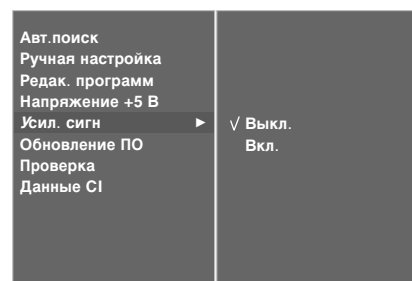 Авт.поиск
Ручная настройка
Редак. программ
Напряжение +5 В
Усил. сигн ►
√ Выкл.
Вкл.
Обновление ПО
Проверка
Данные CI